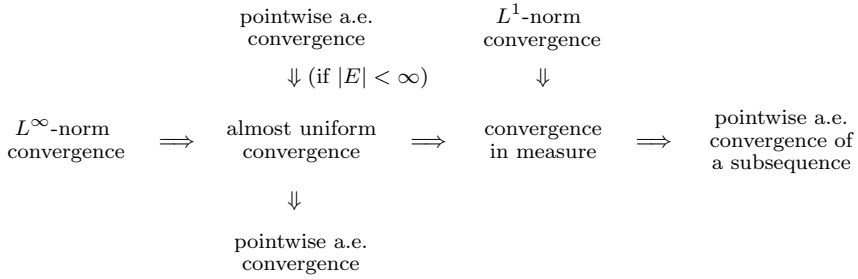 pointwise a.e.
convergence
L¹-norm
convergence
⇓ (if |E| < ∞)
⇓
L∞-norm
convergence
⟹
almost uniform
convergence
⟹
convergence
in measure
⟹
pointwise a.e.
convergence of
a subsequence
⇓
pointwise a.e.
convergence